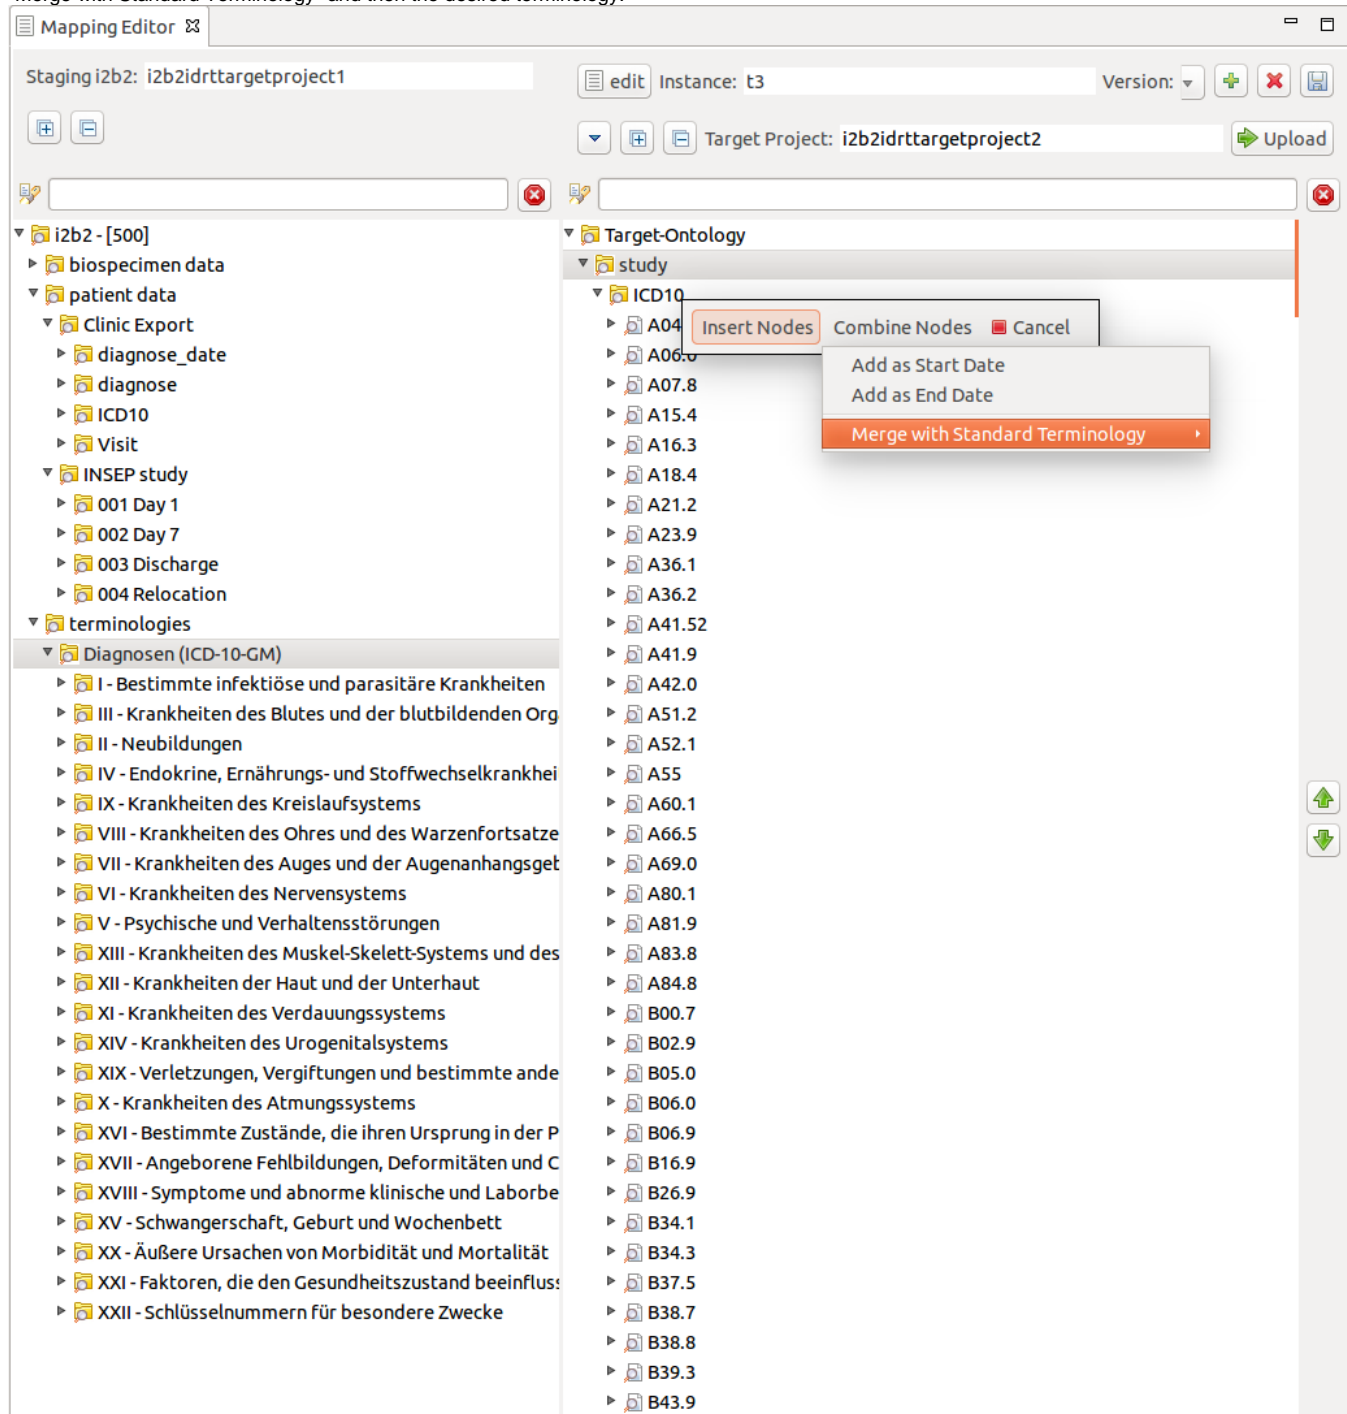 "Merge with Standard Terminology" and then the desired terminology.
Mapping Editor
Staging i2b2: i2b2idrttargetproject1
edit Instance: t3 Version:
Target Project: i2b2idrttargetproject2 Upload
i2b2 - [500]
biospecimen data
patient data
Clinic Export
diagnose_date
diagnose
ICD10
Visit
INSEP study
001 Day 1
002 Day 7
003 Discharge
004 Relocation
terminologies
Diagnosen (ICD-10-GM)
I - Bestimmte infektiöse und parasitäre Krankheiten
III - Krankheiten des Blutes und der blutbildenden Org
II - Neubildungen
IV - Endokrine, Ernährungs- und Stoffwechselkrankhei
IX - Krankheiten des Kreislaufsystems
VIII - Krankheiten des Ohres und des Warzenfortsatze
VII - Krankheiten des Auges und der Augenanhangsgeb
VI - Krankheiten des Nervensystems
V - Psychische und Verhaltensstörungen
XIII - Krankheiten des Muskel-Skelett-Systems und des
XII - Krankheiten der Haut und der Unterhaut
XI - Krankheiten des Verdauungssystems
XIV - Krankheiten des Urogenitalsystems
XIX - Verletzungen, Vergiftungen und bestimmte ande
X - Krankheiten des Atmungssystems
XVI - Bestimmte Zustände, die ihren Ursprung in der P
XVII - Angeborene Fehlbildungen, Deformitäten und C
XVIII - Symptome und abnorme klinische und Laborbe
XV - Schwangerschaft, Geburt und Wochenbett
XX - Äußere Ursachen von Morbidität und Mortalität
XXI - Faktoren, die den Gesundheitszustand beeinfluss
XXII - Schlüsselnummern für besondere Zwecke
Target-Ontology
study
ICD10
A04
Insert Nodes Combine Nodes Cancel
A06.0
Add as Start Date
Add as End Date
Merge with Standard Terminology
A07.8
A15.4
A16.3
A18.4
A21.2
A23.9
A36.1
A36.2
A41.52
A41.9
A42.0
A51.2
A52.1
A55
A60.1
A66.5
A69.0
A80.1
A81.9
A83.8
A84.8
B00.7
B02.9
B05.0
B06.0
B06.9
B16.9
B26.9
B34.1
B34.3
B37.5
B38.7
B38.8
B39.3
B43.9